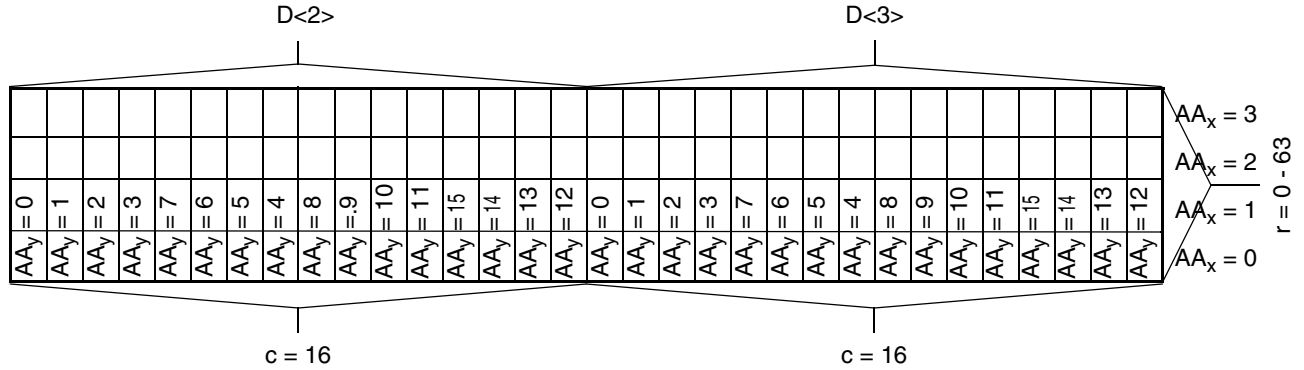 D<2> D<3>
AAx = 3
AAx = 2
AAx = 1
AAx = 0
r = 0 - 63
AAy = 0
AAy = 1
AAy = 2
AAy = 3
AAy = 7
AAy = 6
AAy = 5
AAy = 4
AAy = 8
AAy =.9
AAy = 10
AAy = 11
AAy = 15
AAy = 14
AAy = 13
AAy = 12
AAy = 0
AAy = 1
AAy = 2
AAy = 3
AAy = 7
AAy = 6
AAy = 5
AAy = 4
AAy = 8
AAy = 9
AAy = 10
AAy = 11
AAy = 15
AAy = 14
AAy = 13
AAy = 12
c = 16 c = 16